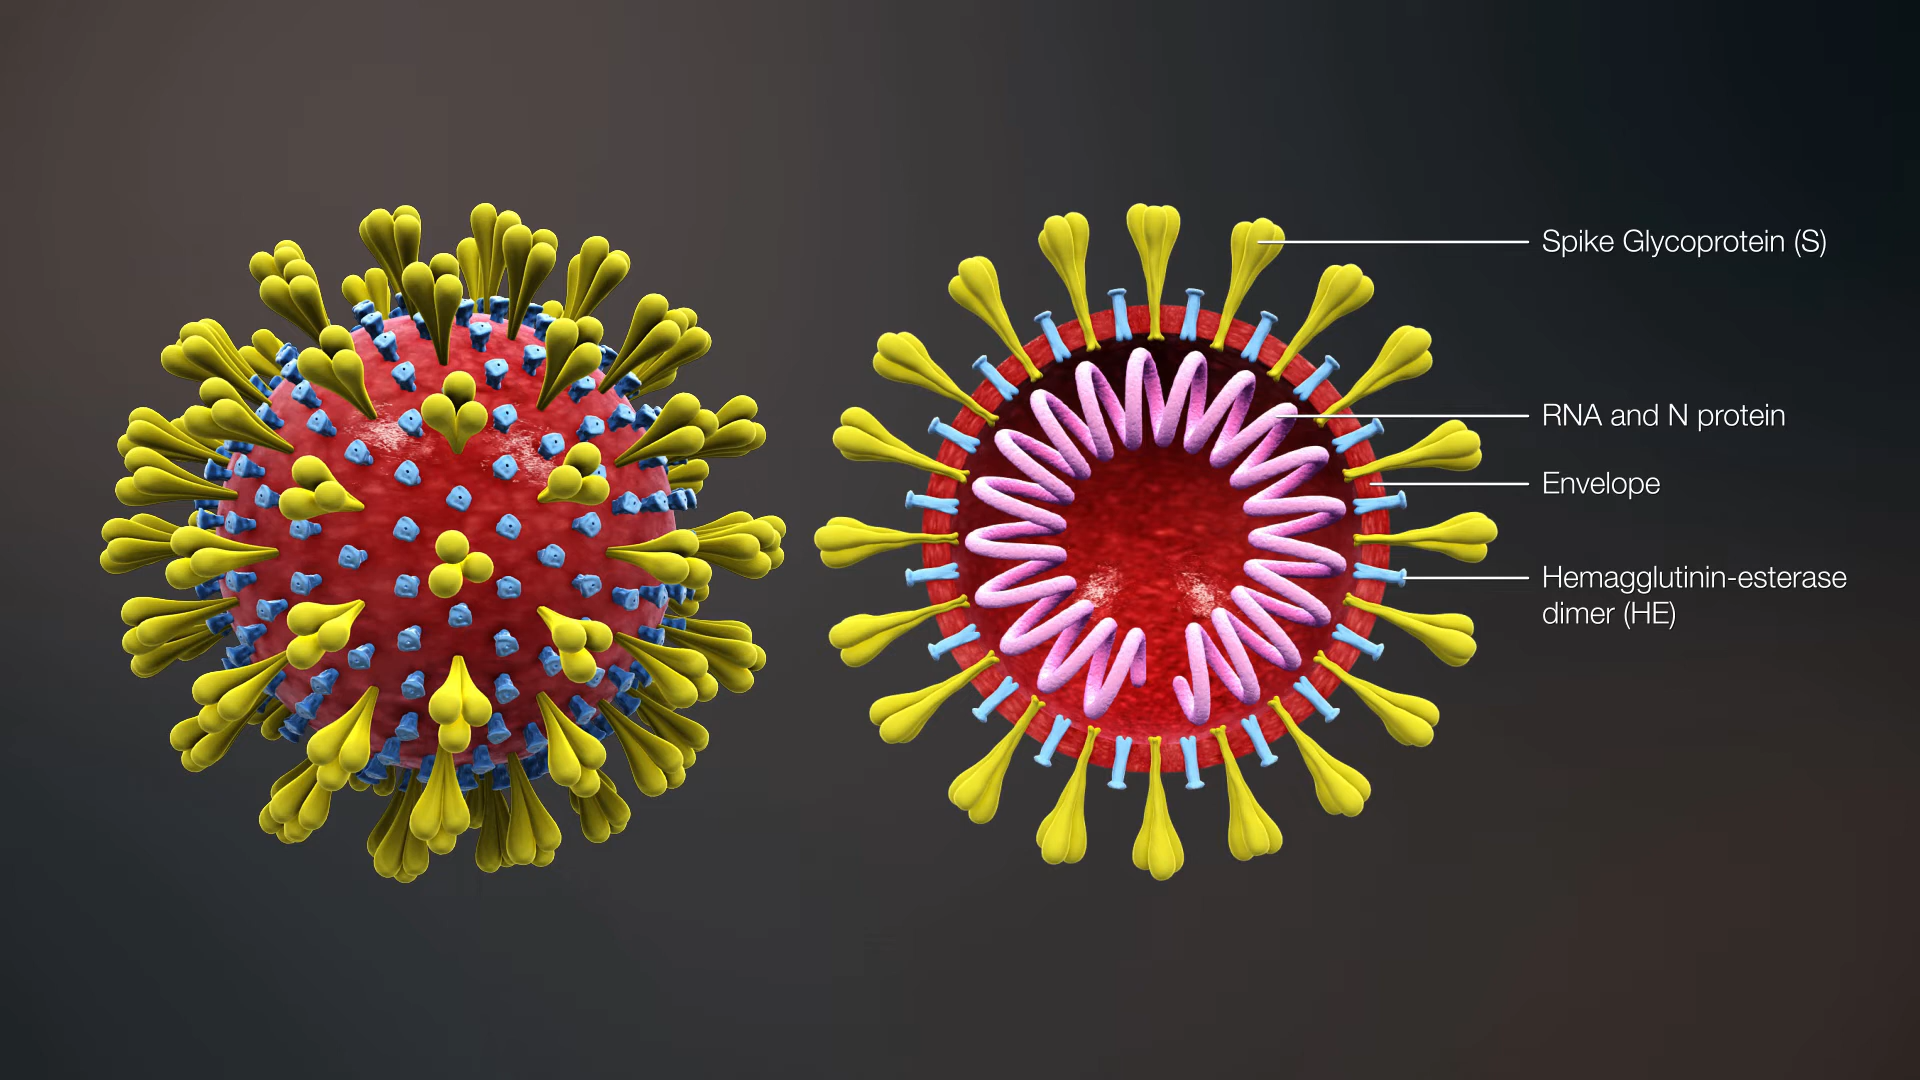 Spike Glycoprotein (S)
RNA and N protein
Envelope
Hemagglutinin-esterase
dimer (HE)